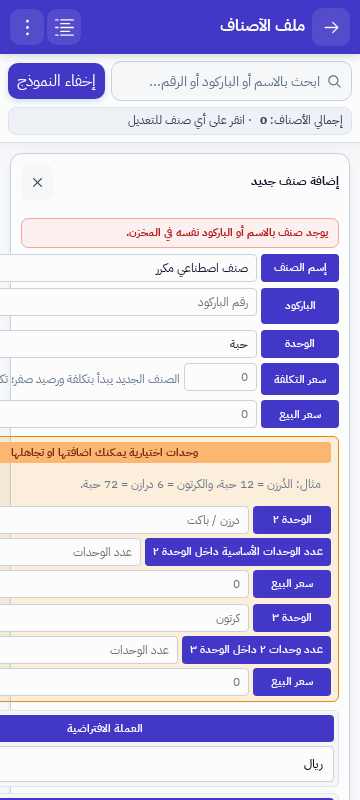 ملف الأصناف
ابحث بالاسم أو الباركود أو الرقم...
إخفاء النموذج
إجمالي الأصناف: 0 · انقر على أي صنف للتعديل
إضافة صنف جديد
يوجد صنف بالاسم أو الباركود نفسه في المخزن.
إسم الصنف
صنف اصطناعي مكرر
الباركود
رقم الباركود
الوحدة
حبة
سعر التكلفة
0
الصنف الجديد يبدأ بتكلفة ورصيد صفر؛
سعر البيع
0
وحدات اختيارية يمكنك اضافتها او تجاهلها
مثال: الدُرزن = 12 حبة، والكرتون = 6 درازن = 72 حبة.
الوحدة ٢
درزن / باكت
عدد الوحدات الأساسية داخل الوحدة ٢
عدد الوحدات
سعر البيع
0
الوحدة ٣
كرتون
عدد وحدات ٢ داخل الوحدة ٣
عدد الوحدات
سعر البيع
0
العملة الافتراضية
ريال